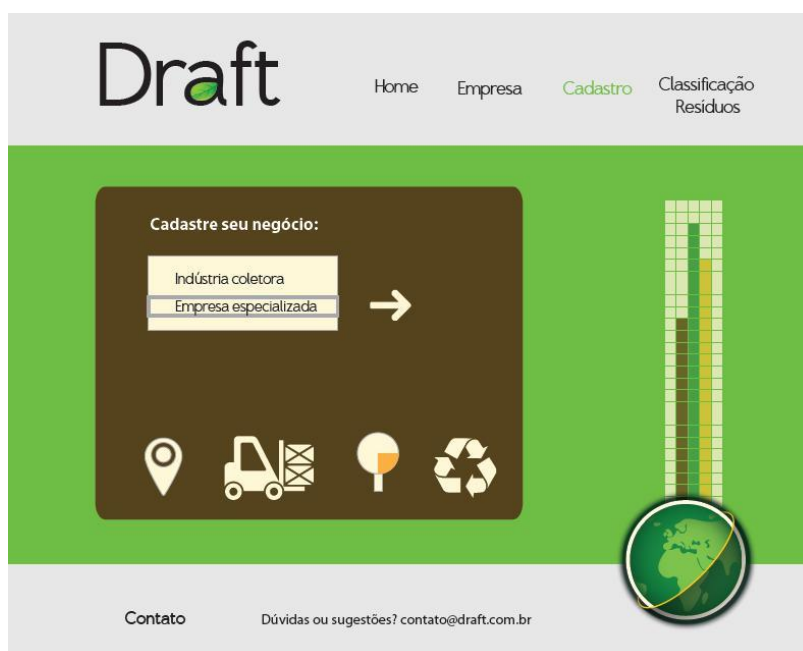 Draft
Home
Empresa
Cadastro
Classificação
Resíduos
Cadastre seu negócio:
Indústria coletora
Empresa especializada
Contato
Dúvidas ou sugestões? contato@draft.com.br